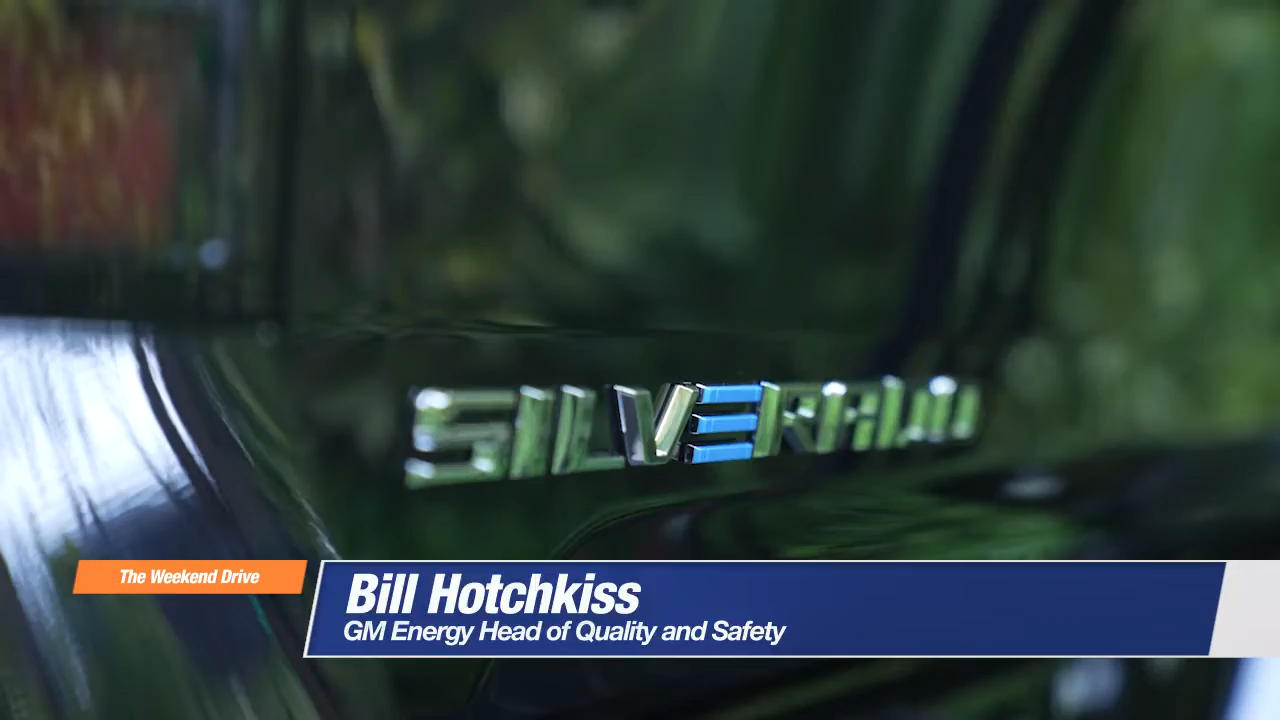 SILVERADO
The Weekend Drive
Bill Hotchkiss
GM Energy Head of Quality and Safety